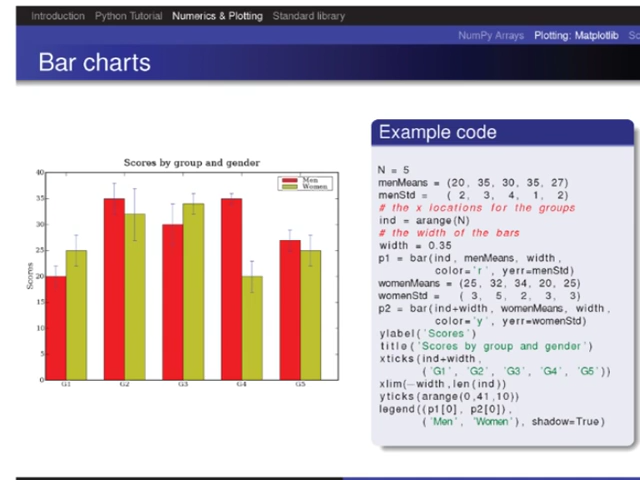 Introduction Python Tutorial Numerics & Plotting Standard library
NumPy Arrays Plotting: Matplotlib
Bar charts
Scores by group and gender
Men
Women
Scores
40
35
30
25
20
15
10
5
0
G1 G2 G3 G4 G5
Example code
N = 5
menMeans = (20, 35, 30, 35, 27)
menStd = ( 2, 3, 4, 1, 2)
# the x locations for the groups
ind = arange(N)
# the width of the bars
width = 0.35
p1 = bar(ind, menMeans, width,
color='r', yerr=menStd)
womenMeans = (25, 32, 34, 20, 25)
womenStd = ( 3, 5, 2, 3, 3)
p2 = bar(ind+width, womenMeans, width,
color='y', yerr=womenStd)
ylabel('Scores')
title('Scores by group and gender')
xticks(ind+width,
('G1', 'G2', 'G3', 'G4', 'G5'))
xlim(-width,len(ind))
yticks(arange(0,41,10))
legend((p1[0], p2[0]),
('Men', 'Women'), shadow=True)